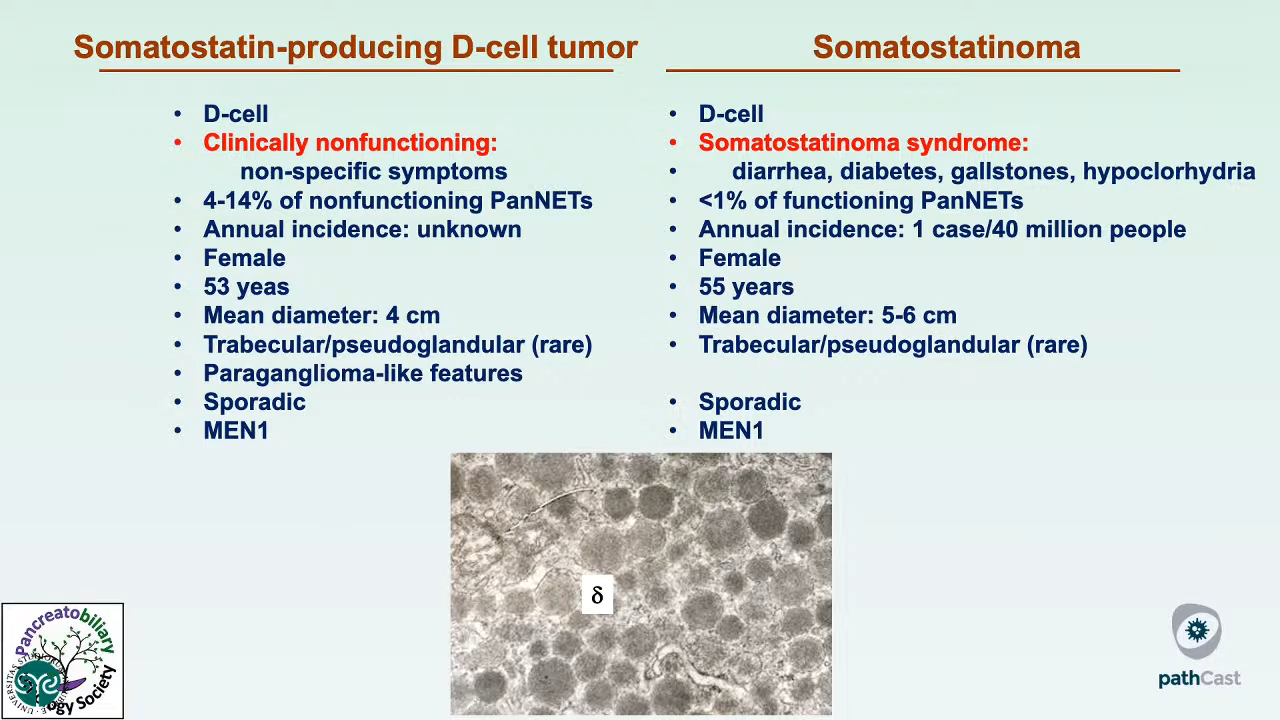 Somatostatin-producing D-cell tumor
• D-cell
• Clinically nonfunctioning:
non-specific symptoms
• 4-14% of nonfunctioning PanNETs
• Annual incidence: unknown
• Female
• 53 yeas
• Mean diameter: 4 cm
• Trabecular/pseudoglandular (rare)
• Paraganglioma-like features
• Sporadic
• MEN1
Somatostatinoma
• D-cell
• Somatostatinoma syndrome:
• diarrhea, diabetes, gallstones, hypoclorhydria
• <1% of functioning PanNETs
• Annual incidence: 1 case/40 million people
• Female
• 55 years
• Mean diameter: 5-6 cm
• Trabecular/pseudoglandular (rare)
• Sporadic
• MEN1
δ
Pancreatobiliary
Society
pathCast